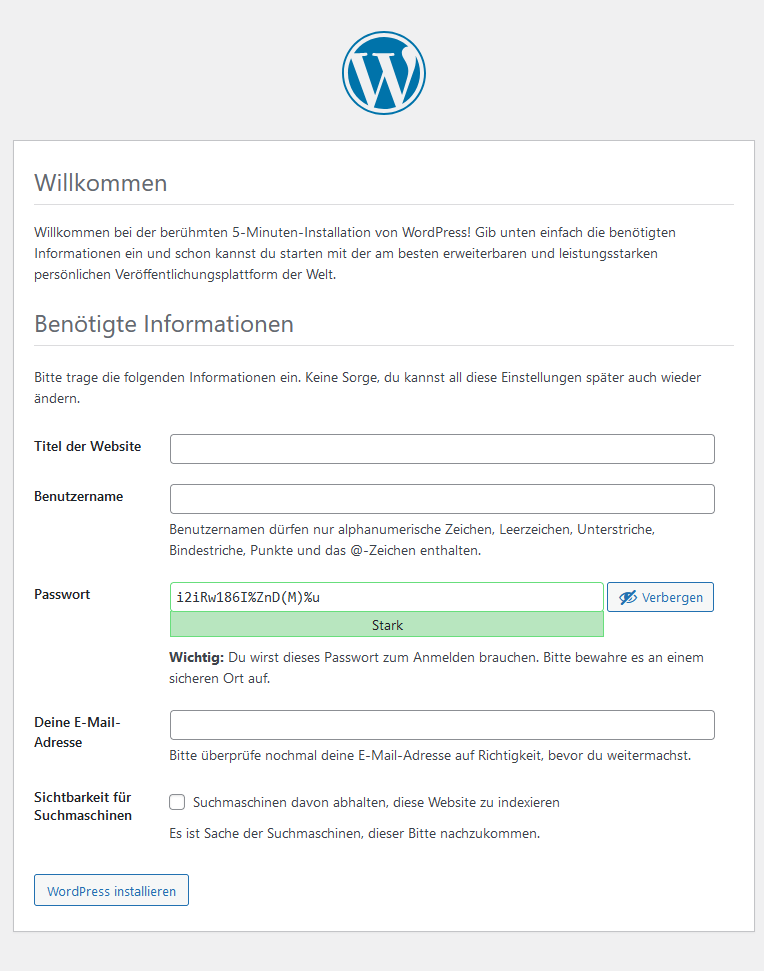 Willkommen
Willkommen bei der berühmten 5-Minuten-Installation von WordPress! Gib unten einfach die benötigten
Informationen ein und schon kannst du starten mit der am besten erweiterbaren und leistungsstarken
persönlichen Veröffentlichungsplattform der Welt.
Benötigte Informationen
Bitte trage die folgenden Informationen ein. Keine Sorge, du kannst all diese Einstellungen später auch wieder
ändern.
Titel der Website
Benutzername
Benutzernamen dürfen nur alphanumerische Zeichen, Leerzeichen, Unterstriche,
Bindestriche, Punkte und das @-Zeichen enthalten.
Passwort
i2iRw186I%ZnD(M)%u
Verbergen
Stark
Wichtig: Du wirst dieses Passwort zum Anmelden brauchen. Bitte bewahre es an einem
sicheren Ort auf.
Deine E-Mail-
Adresse
Bitte überprüfe nochmal deine E-Mail-Adresse auf Richtigkeit, bevor du weitermachst.
Sichtbarkeit für
Suchmaschinen
Suchmaschinen davon abhalten, diese Website zu indexieren
Es ist Sache der Suchmaschinen, dieser Bitte nachzukommen.
WordPress installieren